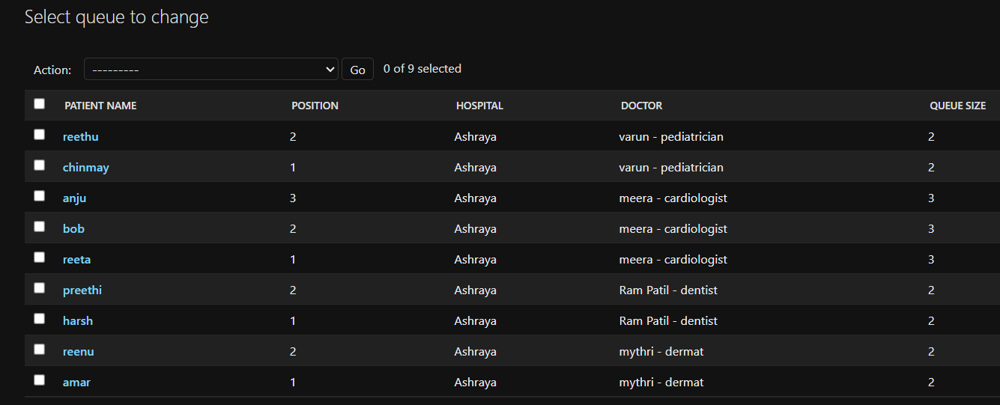 Select queue to change
Action: --------- Go 0 of 9 selected
PATIENT NAME POSITION HOSPITAL DOCTOR QUEUE SIZE
reethu 2 Ashraya varun - pediatrician 2
chinmay 1 Ashraya varun - pediatrician 2
anju 3 Ashraya meera - cardiologist 3
bob 2 Ashraya meera - cardiologist 3
reeta 1 Ashraya meera - cardiologist 3
preethi 2 Ashraya Ram Patil - dentist 2
harsh 1 Ashraya Ram Patil - dentist 2
reenu 2 Ashraya mythri - dermat 2
amar 1 Ashraya mythri - dermat 2